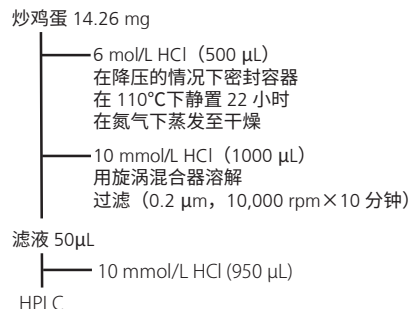 炒鸡蛋 14.26 mg
6 mol/L HCl（500 µL）
在降压的情况下密封容器
在 110℃下静置 22 小时
在氮气下蒸发至干燥
10 mmol/L HCl（1000 µL）
用旋涡混合器溶解
过滤（0.2 µm，10,000 rpm×10 分钟）
滤液 50µL
10 mmol/L HCl (950 µL)
HPLC